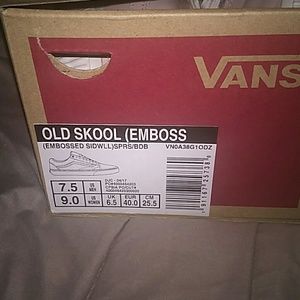 VANS
OLD SKOOL (EMBOSS
(EMBOSSED SIDWLL)SPRS/BDB
VN0A38G1ODZ
7.5 US MEN
9.0 US WOMEN
UK 6.5
EUR 40.0
CM 25.5